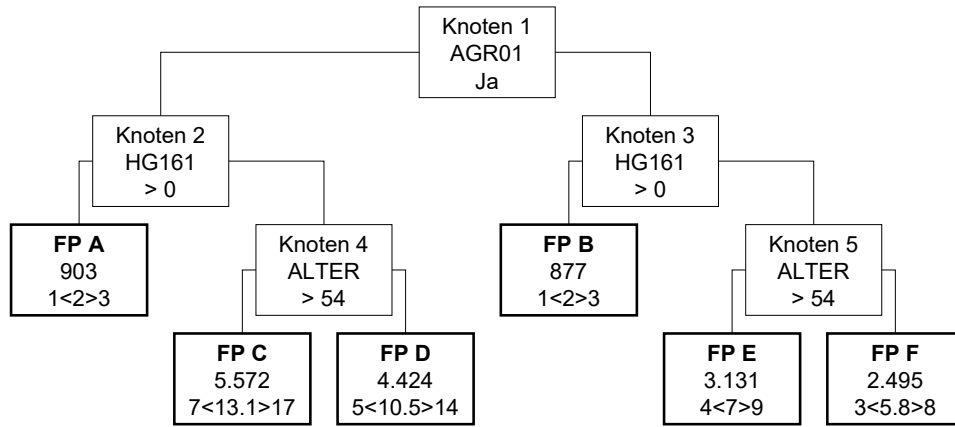 Knoten 1
AGR01
Ja
Knoten 2
HG161
> 0
Knoten 3
HG161
> 0
FP A
903
1<2>3
Knoten 4
ALTER
> 54
FP B
877
1<2>3
Knoten 5
ALTER
> 54
FP C
5.572
7<13.1>17
FP D
4.424
5<10.5>14
FP E
3.131
4<7>9
FP F
2.495
3<5.8>8